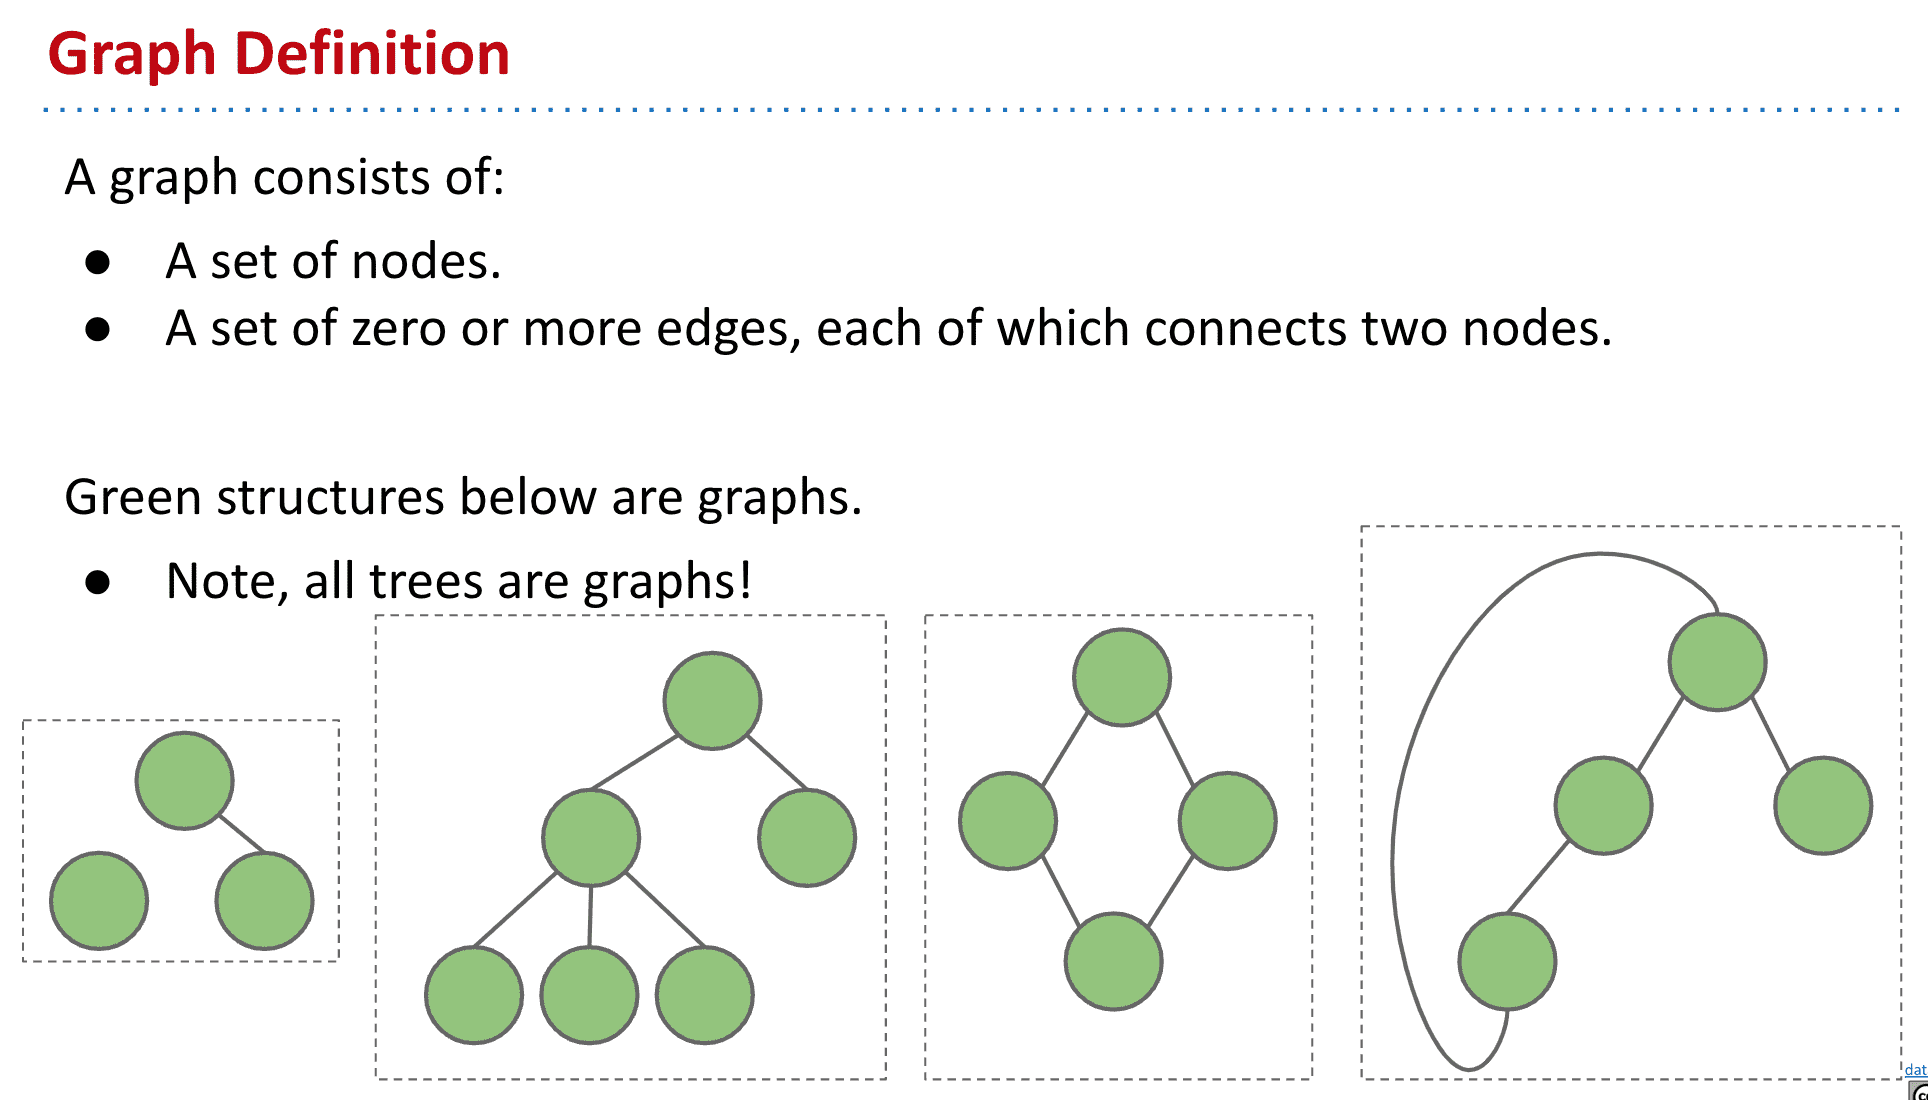 Graph Definition
A graph consists of:
● A set of nodes.
● A set of zero or more edges, each of which connects two nodes.
Green structures below are graphs.
● Note, all trees are graphs!
dat